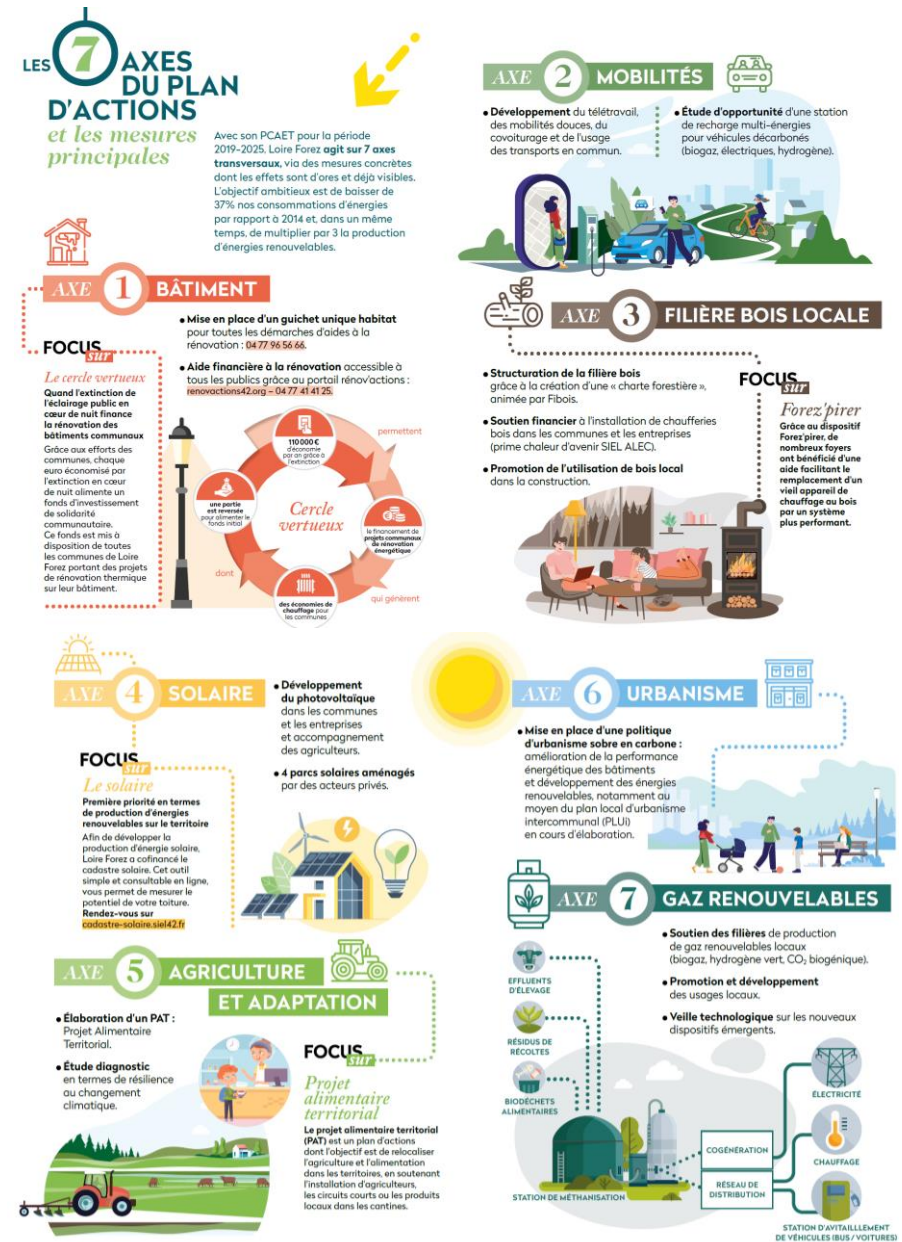 LES 7 AXES
DU PLAN
D'ACTIONS
et les mesures
principales
Avec son PCAET pour la période
2019-2025, Loire Forez agit sur 7 axes
transversaux, via des mesures concrètes
dont les effets sont d'ores et déjà visibles.
L'objectif ambitieux est de baisser de
37% nos consommations d'énergies
par rapport à 2014 et, dans un même
temps, de multiplier par 3 la production
d'énergies renouvelables.
AXE 1 BÂTIMENT
• Mise en place d'un guichet unique habitat
pour toutes les démarches d'aides à la
rénovation : 04 77 96 56 66.
• Aide financière à la rénovation accessible à
tous les publics grâce au portail rénov'actions :
renovactions42.org – 04 77 41 41 25.
FOCUS
sur
Le cercle vertueux
Quand l'extinction de
l'éclairage public en
cœur de nuit finance
la rénovation des
bâtiments communaux
Grâce aux efforts des
communes, chaque
euro économisé par
l'extinction en cœur
de nuit alimente un
fonds d'investissement
de solidarité
communautaire.
Ce fonds est mis à
disposition de toutes
les communes de Loire
Forez portant des projets
de rénovation thermique
sur leur bâtiment.
110 000 €
d'économie
par an grâce à
l'extinction
permettent
le financement de
projets communaux
de rénovation
énergétique
qui génèrent
des économies de
chauffage pour
les communes
dont
une partie
est reversée
pour alimenter le
fonds initial
Cercle
vertueux
AXE 2 MOBILITÉS
• Développement du télétravail,
des mobilités douces, du
covoiturage et de l'usage
des transports en commun.
• Étude d'opportunité d'une station
de recharge multi-énergies
pour véhicules décarbonés
(biogaz, électriques, hydrogène).
AXE 3 FILIÈRE BOIS LOCALE
• Structuration de la filière bois
grâce à la création d'une « charte forestière »,
animée par Fibois.
• Soutien financier à l'installation de chaufferies
bois dans les communes et les entreprises
(prime chaleur d'avenir SIEL ALEC).
• Promotion de l'utilisation de bois local
dans la construction.
FOCUS
sur
Forez'pirer
Grâce au dispositif
Forez'pirer, de
nombreux foyers
ont bénéficié d'une
aide facilitant le
remplacement d'un
vieil appareil de
chauffage au bois
par un système
plus performant.
AXE 4 SOLAIRE
• Développement
du photovoltaïque
dans les communes
et les entreprises
et accompagnement
des agriculteurs.
• 4 parcs solaires aménagés
par des acteurs privés.
FOCUS
sur
Le solaire
Première priorité en termes
de production d'énergies
renouvelables sur le territoire
Afin de développer la
production d'énergie solaire,
Loire Forez a cofinancé le
cadastre solaire. Cet outil
simple et consultable en ligne,
vous permet de mesurer le
potentiel de votre toiture.
Rendez-vous sur
cadastre-solaire.siel42.fr
AXE 5 AGRICULTURE
ET ADAPTATION
• Élaboration d'un PAT :
Projet Alimentaire
Territorial.
• Étude diagnostic
en termes de résilience
au changement
climatique.
FOCUS
sur
Projet
alimentaire
territorial
Le projet alimentaire territorial
(PAT) est un plan d'actions
dont l'objectif est de relocaliser
l'agriculture et l'alimentation
dans les territoires, en soutenant
l'installation d'agriculteurs,
les circuits courts ou les produits
locaux dans les cantines.
AXE 6 URBANISME
• Mise en place d'une politique
d'urbanisme sobre en carbone :
amélioration de la performance
énergétique des bâtiments
et développement des énergies
renouvelables, notamment au
moyen du plan local d'urbanisme
intercommunal (PLUi)
en cours d'élaboration.
AXE 7 GAZ RENOUVELABLES
• Soutien des filières de production
de gaz renouvelables locaux
(biogaz, hydrogène vert, CO₂ biogénique).
• Promotion et développement
des usages locaux.
• Veille technologique sur les nouveaux
dispositifs émergents.
EFFLUENTS
D'ÉLEVAGE
RÉSIDUS DE
RÉCOLTES
BIODÉCHETS
ALIMENTAIRES
STATION DE MÉTHANISATION
COGÉNÉRATION
RÉSEAU DE
DISTRIBUTION
ÉLECTRICITÉ
CHAUFFAGE
STATION D'AVITAILLLEMENT
DE VÉHICULES (BUS / VOITURES)